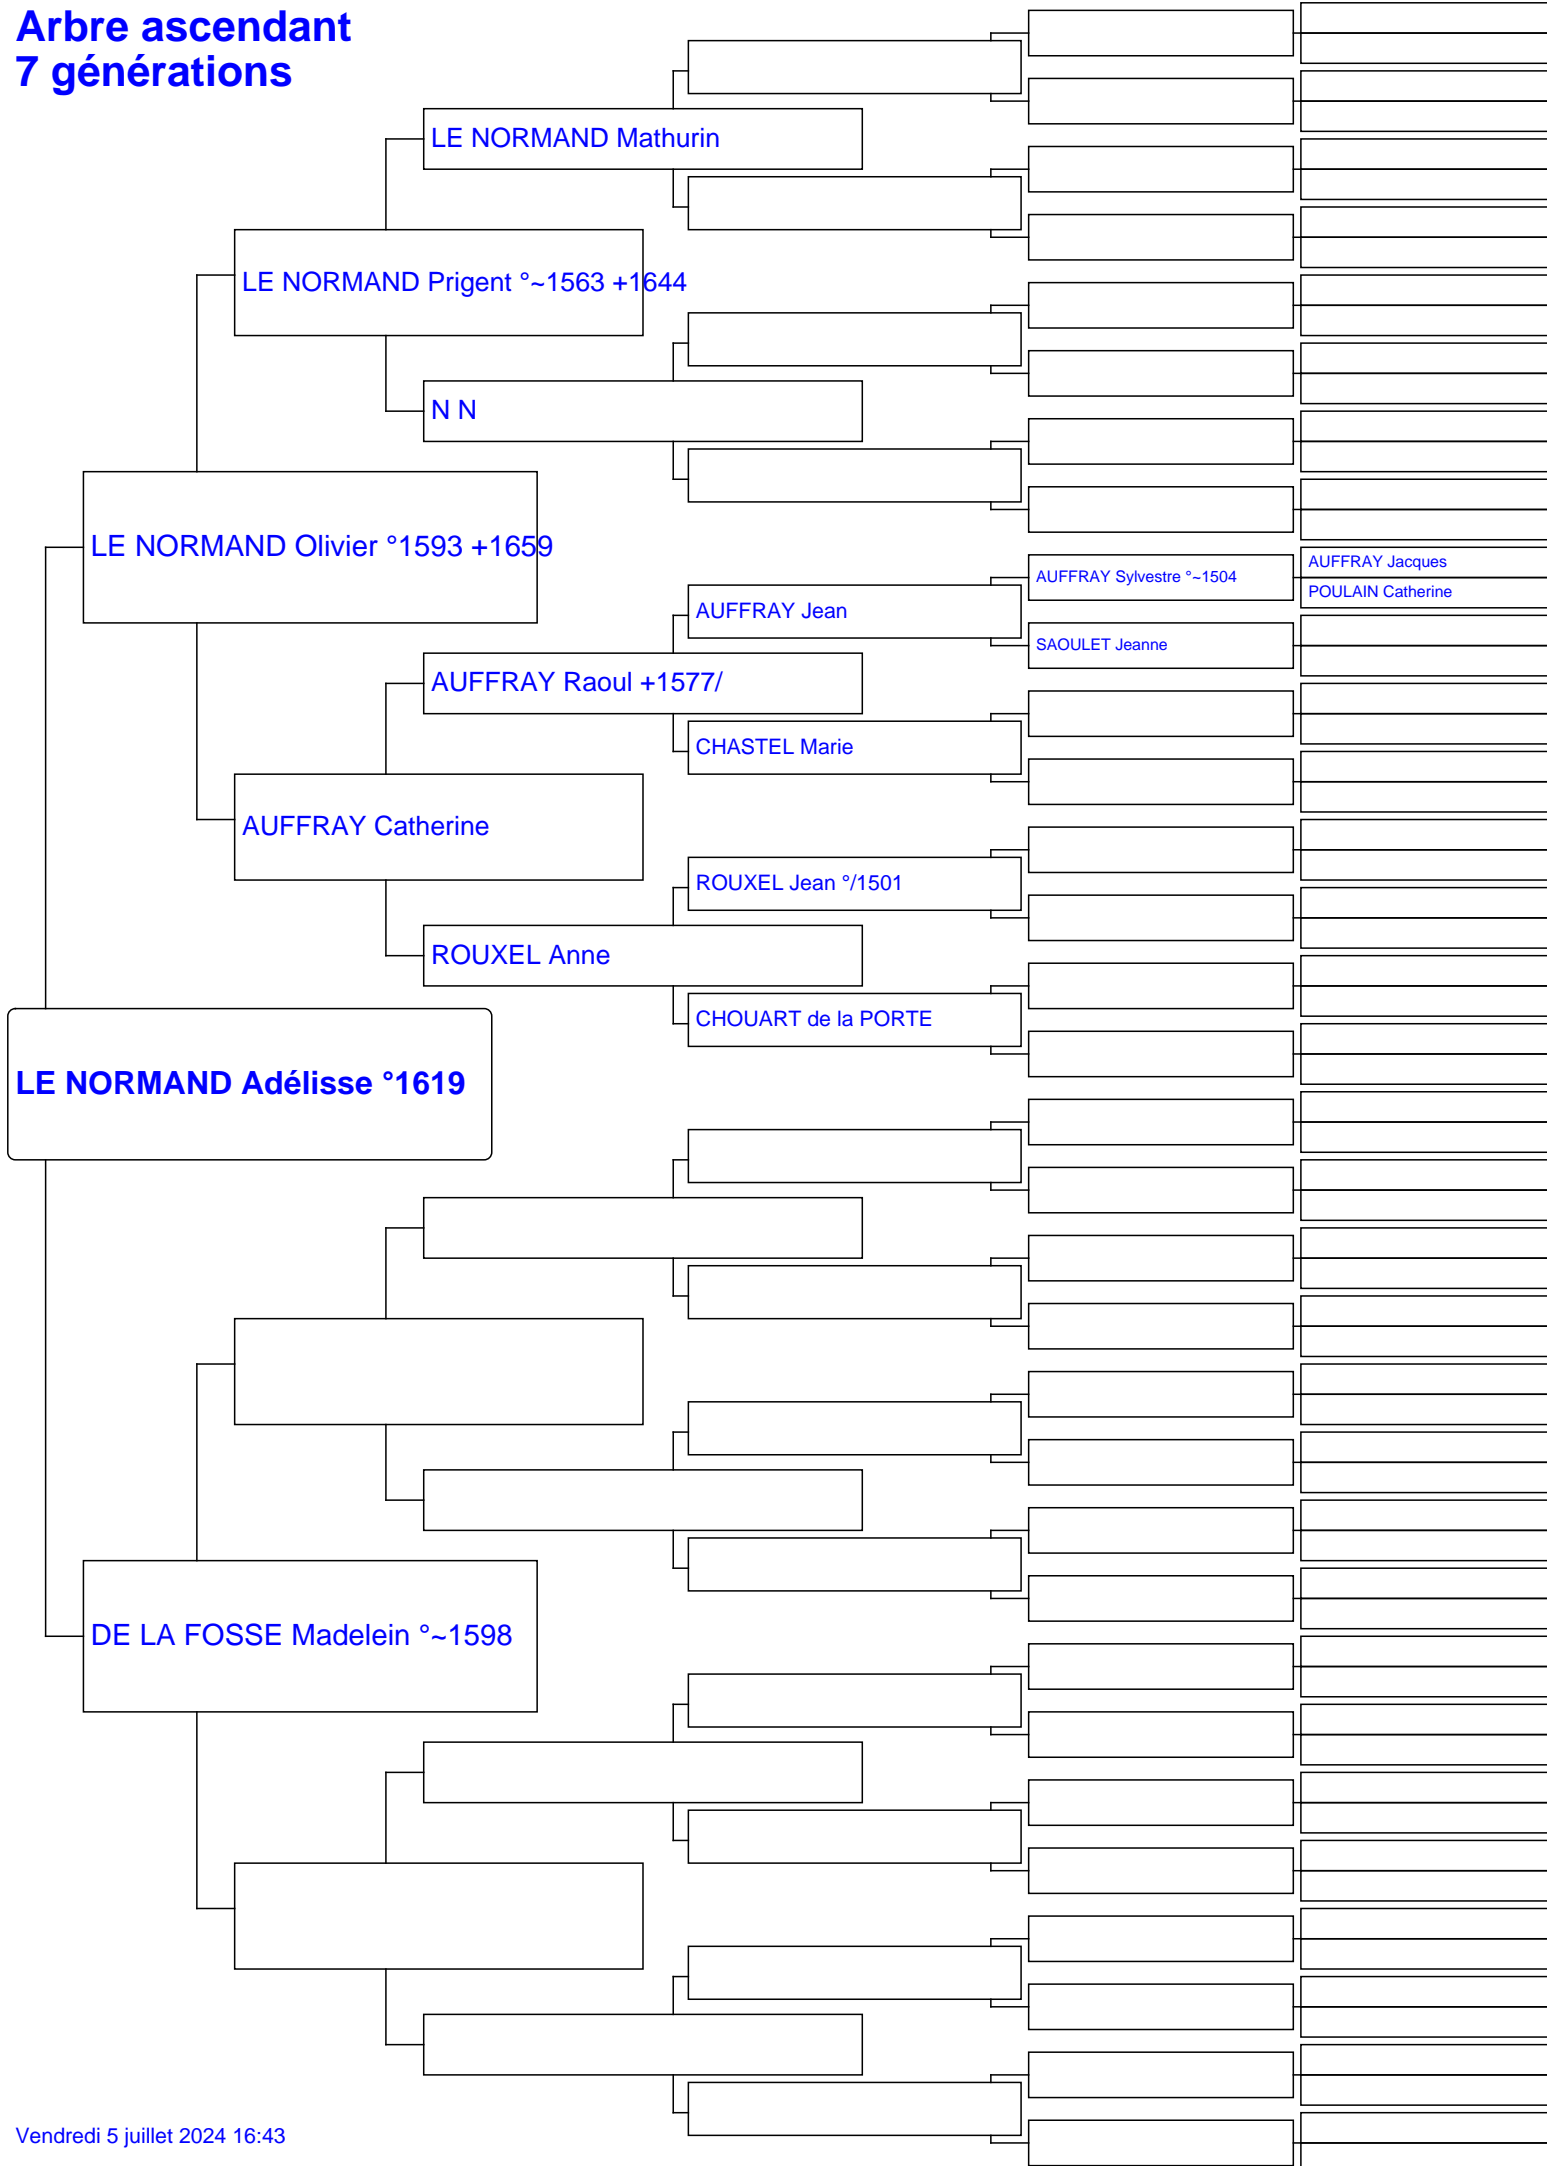 Arbre ascendant
7 générations
LE NORMAND Mathurin
LE NORMAND Prigent °~1563 +1644
N N
LE NORMAND Olivier °1593 +1659
AUFFRAY Sylvestre °~1504
AUFFRAY Jacques
POULAIN Catherine
AUFFRAY Jean
SAOULET Jeanne
AUFFRAY Raoul +1577/
CHASTEL Marie
AUFFRAY Catherine
ROUXEL Jean °/1501
ROUXEL Anne
CHOUART de la PORTE
LE NORMAND Adélisse °1619
DE LA FOSSE Madelein °~1598
Vendredi 5 juillet 2024 16:43